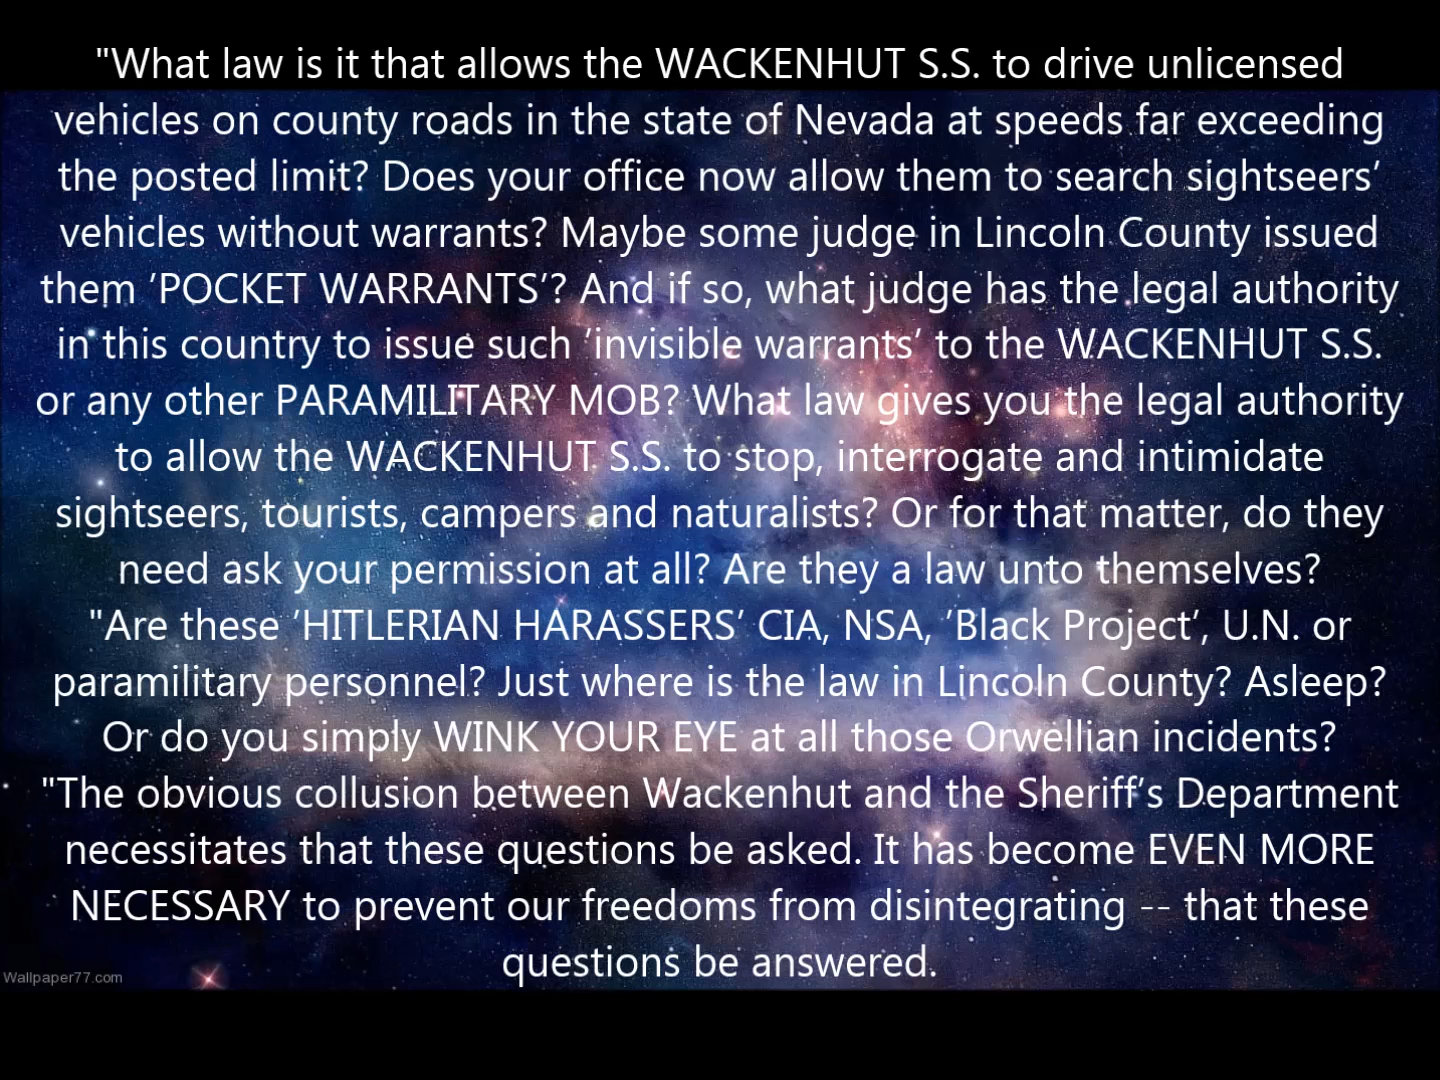 "What law is it that allows the WACKENHUT S.S. to drive unlicensed
vehicles on county roads in the state of Nevada at speeds far exceeding
the posted limit? Does your office now allow them to search sightseers’
vehicles without warrants? Maybe some judge in Lincoln County issued
them ‘POCKET WARRANTS’? And if so, what judge has the legal authority
in this country to issue such ‘invisible warrants’ to the WACKENHUT S.S.
or any other PARAMILITARY MOB? What law gives you the legal authority
to allow the WACKENHUT S.S. to stop, interrogate and intimidate
sightseers, tourists, campers and naturalists? Or for that matter, do they
need ask your permission at all? Are they a law unto themselves?
"Are these ‘HITLERIAN HARASSERS’ CIA, NSA, ‘Black Project’, U.N. or
paramilitary personnel? Just where is the law in Lincoln County? Asleep?
Or do you simply WINK YOUR EYE at all those Orwellian incidents?
"The obvious collusion between Wackenhut and the Sheriff’s Department
necessitates that these questions be asked. It has become EVEN MORE
NECESSARY to prevent our freedoms from disintegrating -- that these
questions be answered.
Wallpaper77.com